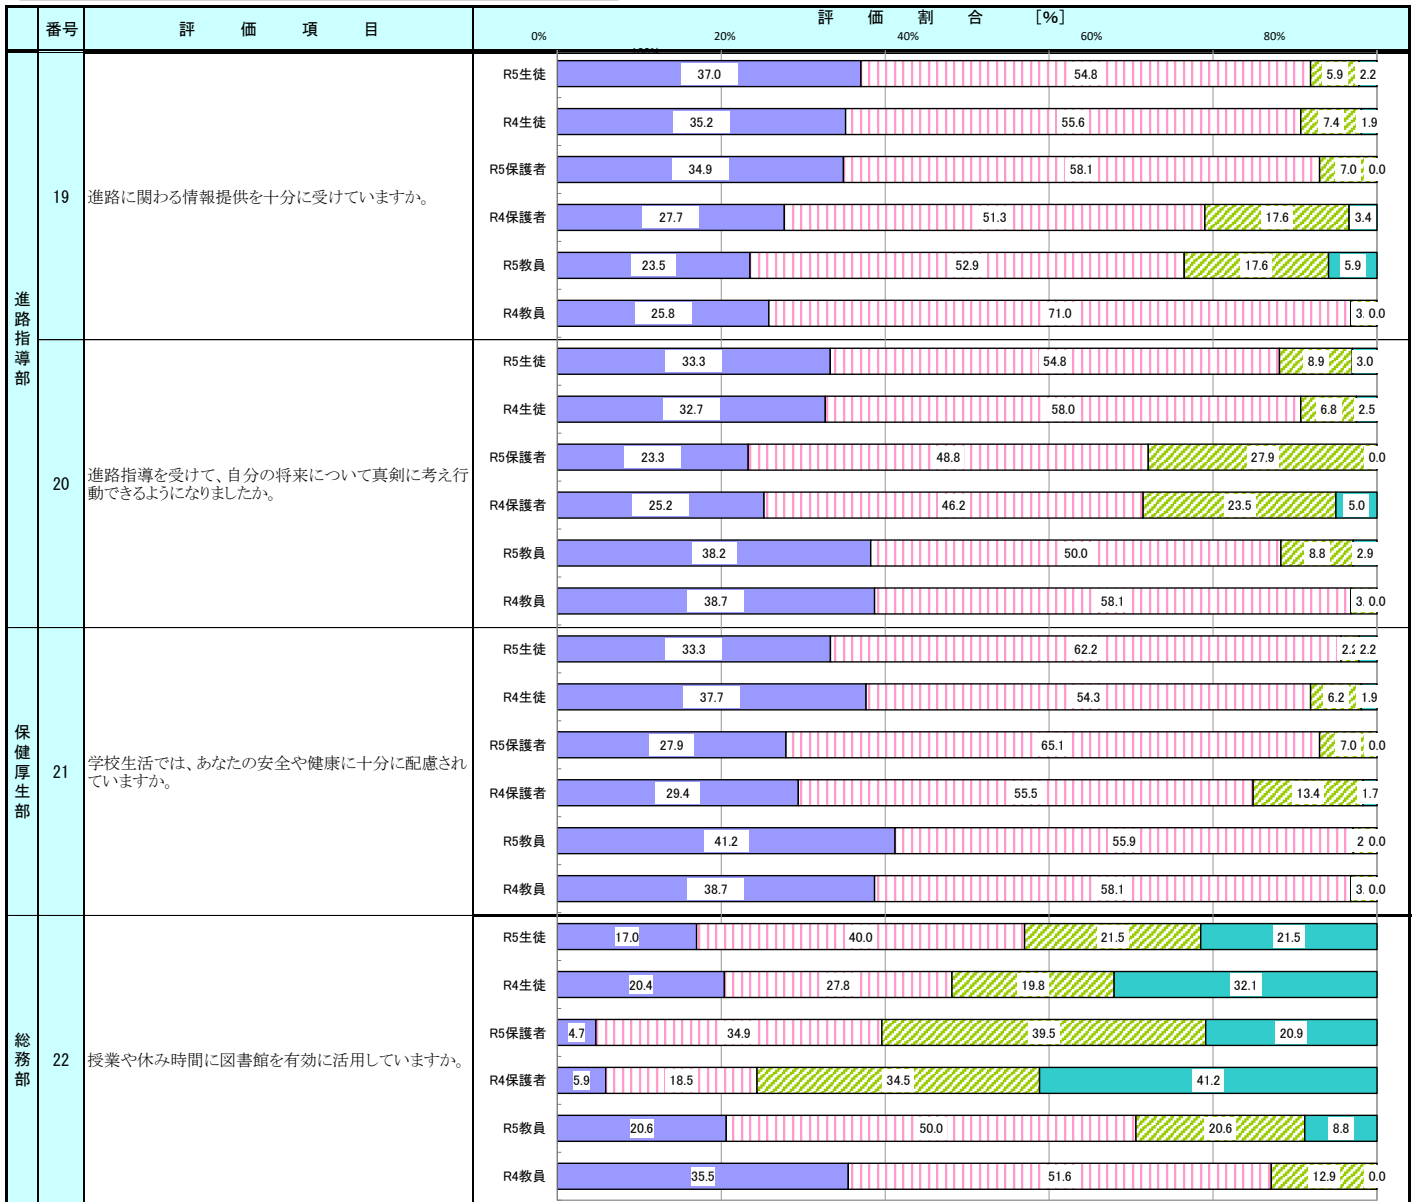 番号
評 価 項 目
評 価 割 合 [%]
0% 20% 40% 60% 80%
進路指導部
19
進路に関わる情報提供を十分に受けていますか。
R5生徒 37.0 54.8 5.9 2.2
R4生徒 35.2 55.6 7.4 1.9
R5保護者 34.9 58.1 7.0 0.0
R4保護者 27.7 51.3 17.6 3.4
R5教員 23.5 52.9 17.6 5.9
R4教員 25.8 71.0 3. 0.0
20
進路指導を受けて、自分の将来について真剣に考え行
動できるようになりましたか。
R5生徒 33.3 54.8 8.9 3.0
R4生徒 32.7 58.0 6.8 2.5
R5保護者 23.3 48.8 27.9 0.0
R4保護者 25.2 46.2 23.5 5.0
R5教員 38.2 50.0 8.8 2.9
R4教員 38.7 58.1 3. 0.0
保健厚生部
21
学校生活では、あなたの安全や健康に十分に配慮され
ていますか。
R5生徒 33.3 62.2 2.2 2.2
R4生徒 37.7 54.3 6.2 1.9
R5保護者 27.9 65.1 7.0 0.0
R4保護者 29.4 55.5 13.4 1.7
R5教員 41.2 55.9 2 0.0
R4教員 38.7 58.1 3. 0.0
総務部
22
授業や休み時間に図書館を有効に活用していますか。
R5生徒 17.0 40.0 21.5 21.5
R4生徒 20.4 27.8 19.8 32.1
R5保護者 4.7 34.9 39.5 20.9
R4保護者 5.9 18.5 34.5 41.2
R5教員 20.6 50.0 20.6 8.8
R4教員 35.5 51.6 12.9 0.0